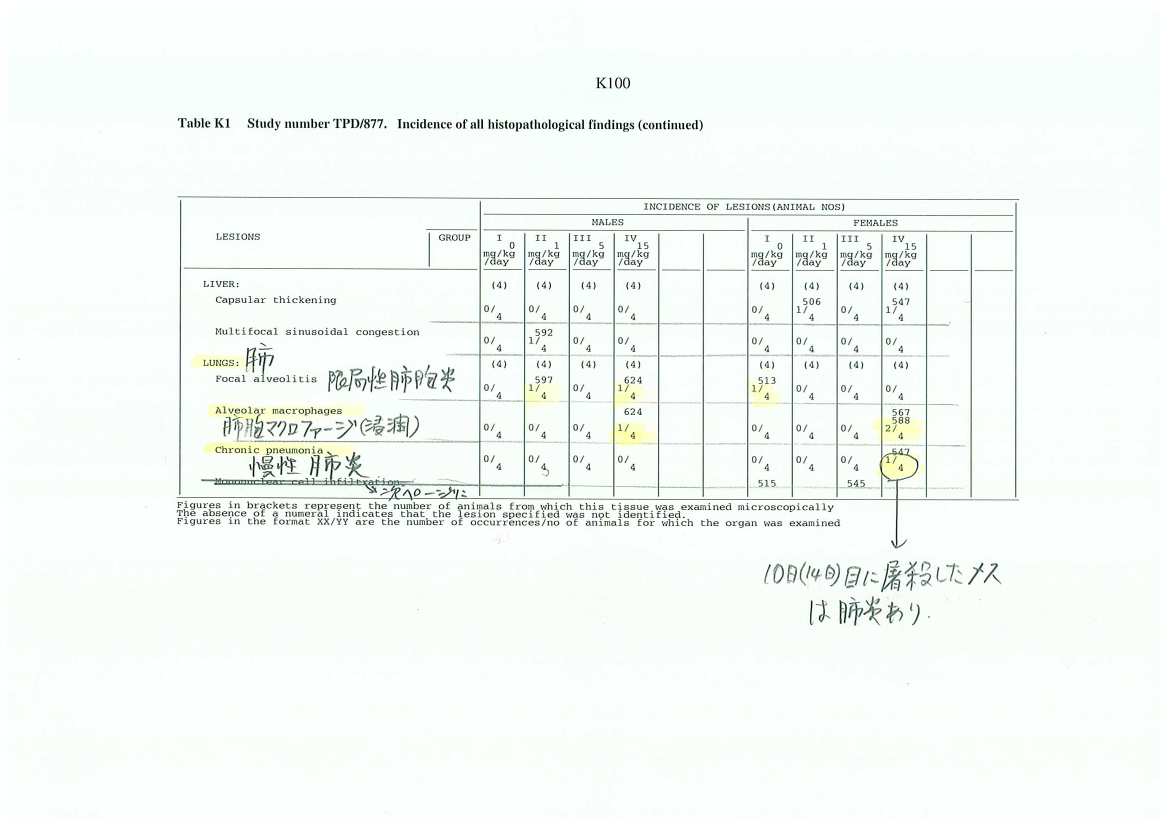 K100
Table K1 Study number TPD/877. Incidence of all histopathological findings (continued)
INCIDENCE OF LESIONS(ANIMAL NOS)
MALES FEMALES
LESIONS GROUP I II III IV I II III IV
0 1 5 15 0 1 5 15
mg/kg mg/kg mg/kg mg/kg mg/kg mg/kg mg/kg mg/kg
/day /day /day /day /day /day /day /day
LIVER: (4) (4) (4) (4) (4) (4) (4) (4)
Capsular thickening 506 547
0/4 0/4 0/4 0/4 0/4 1/4 0/4 1/4
Multifocal sinusoidal congestion 592
0/4 1/4 0/4 0/4 0/4 0/4 0/4 0/4
LUNGS: 肺 (4) (4) (4) (4) (4) (4) (4) (4)
Focal alveolitis 限局性肺胞炎 597 624 513
0/4 1/4 0/4 1/4 1/4 0/4 0/4 0/4
Alveolar macrophages 624 567
588
肺胞マクロファージ(浸潤) 0/4 0/4 0/4 1/4 0/4 0/4 0/4 2/4
Chronic pneumonia 547
慢性 肺炎 0/4 0/4 0/4 0/4 0/4 0/4 0/4 1/4
Mononuclear cell infiltration 515 545
次ページに
Figures in brackets represent the number of animals from which this tissue was examined microscopically
The absence of a numeral indicates that the lesion specified was not identified.
Figures in the format XX/YY are the number of occurrences/no of animals for which the organ was examined
10日(14日)目に屠殺したメス
は肺炎あり.